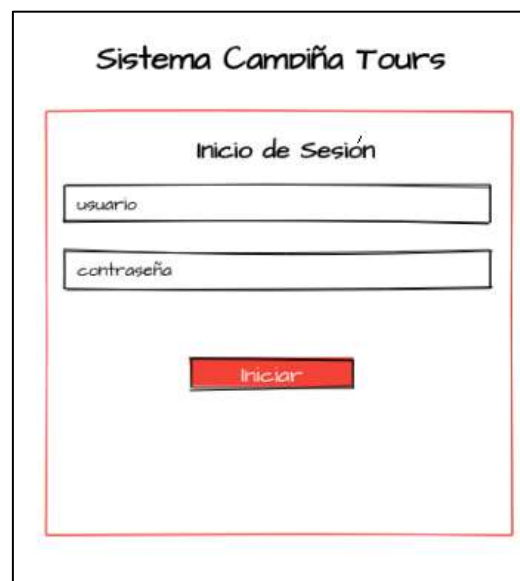 Sistema Campiña Tours
Inicio de Sesión
usuario
contraseña
Iniciar